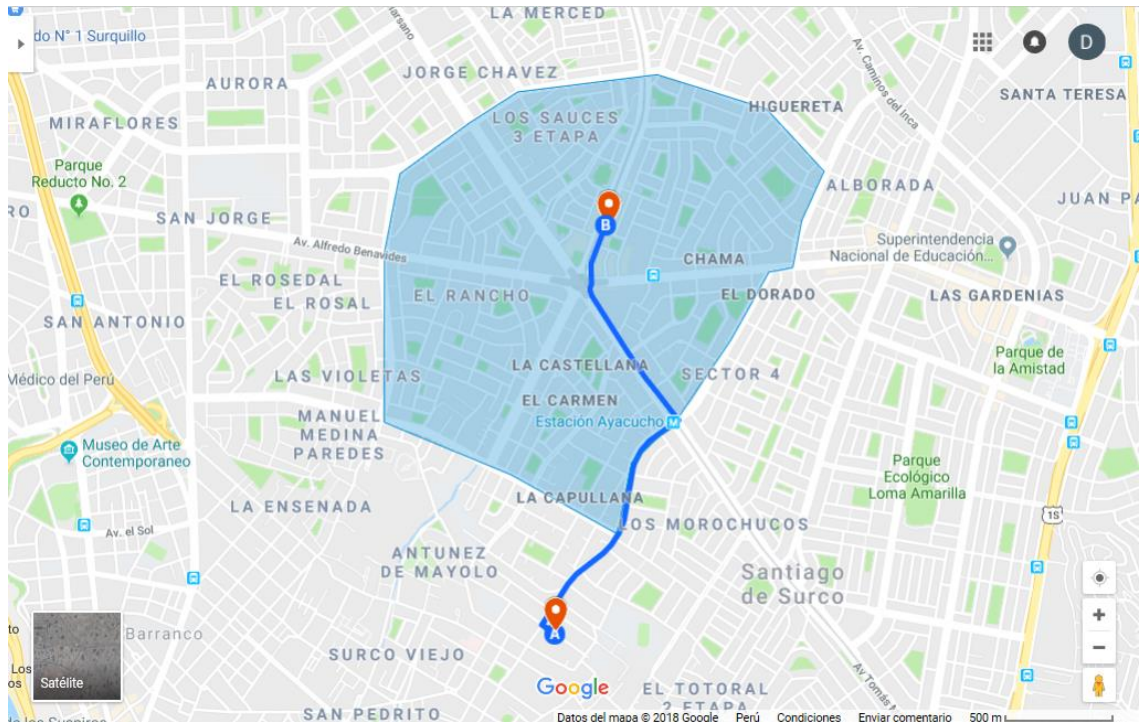 LA MERCED
do N° 1 Surquillo
D
AURORA
JORGE CHAVEZ
Av. Caminos del Inca
SANTA TERESA
MIRAFLORES
LOS SAUCES
3 ETAPA
HIGUERETA
Parque
Reducto No. 2
ALBORADA
JUAN PA
RO
SAN JORGE
B
Av. Alfredo Benavides
CHAMA
Superintendencia
Nacional de Educación...
EL ROSEDAL
EL ROSAL
EL RANCHO
EL DORADO
LAS GARDENIAS
SAN ANTONIO
Parque de
la Amistad
Médico del Perú
LAS VIOLETAS
LA CASTELLANA
SECTOR 4
EL CARMEN
MANUEL
MEDINA
PAREDES
Estación Ayacucho
M
Museo de Arte
Contemporaneo
Parque
Ecológico
Loma Amarilla
LA ENSENADA
LA CAPULLANA
LOS MOROCHUCOS
1S
Av. el Sol
ANTUNEZ
DE MAYOLO
Santiago
de Surco
to
Barranco
A
SURCO VIEJO
Los
os
Satélite
Av Tomás M
Google
EL TOTORAL
2 ETAPA
SAN PEDRITO
Datos del mapa © 2018 Google Perú Condiciones Enviar comentario 500 m